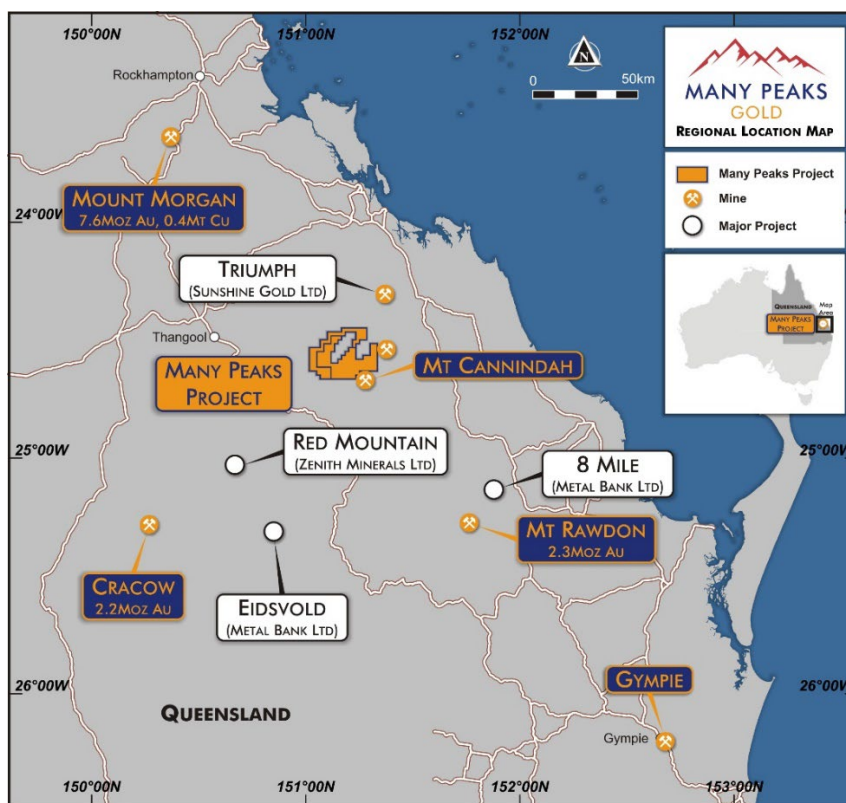 150°00N
151°00N
152°00N
Rockhampton
N
0
50km
MANY PEAKS
GOLD
REGIONAL LOCATION MAP
Many Peaks Project
Mine
Major Project
QUEENSLAND
Map
Area
MANY PEAKS
PROJECT
MOUNT MORGAN
7.6MOZ AU, 0.4MT CU
24°00W
TRIUMPH
(SUNSHINE GOLD LTD)
Thangool
MANY PEAKS
PROJECT
MT CANNINDAH
25°00W
25°00W
RED MOUNTAIN
(ZENITH MINERALS LTD)
8 MILE
(METAL BANK LTD)
MT RAWDON
2.3MOZ AU
CRACOW
2.2MOZ AU
EIDSVOLD
(METAL BANK LTD)
26°00W
26°00W
GYMPIE
QUEENSLAND
Gympie
150°00N
151°00N
152°00N
153°00N